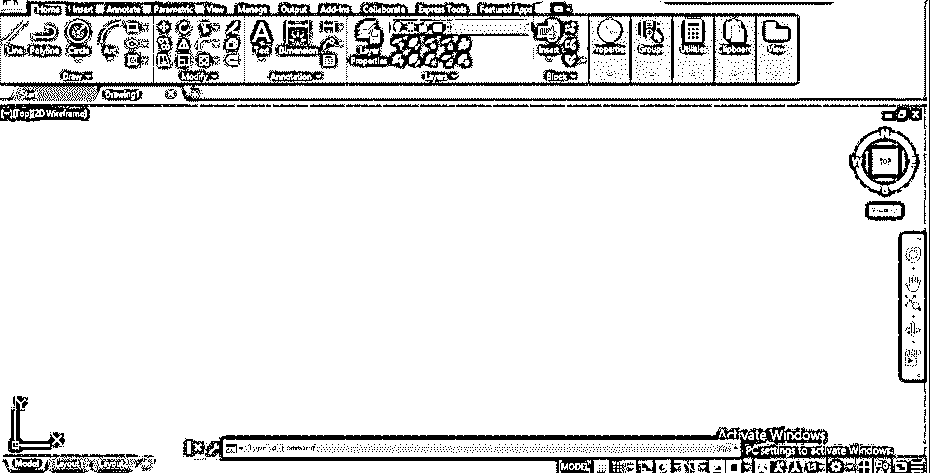 Home Insert Annotate Parametric View Manage Output Add-ins Collaborate Express Tools Featured Apps
Line Polyline Circle Arc Text Dimension Layer Properties Insert Properties Group Utilities Clipboard View
Draw Modify Annotation Layers Block
Start Drawing1
[-][Top][2D Wireframe]
N
TOP
W
S
Y
X
Type a command
Activate Windows
PC settings to activate Windows.
Model Layout1 Layout2
MODEL